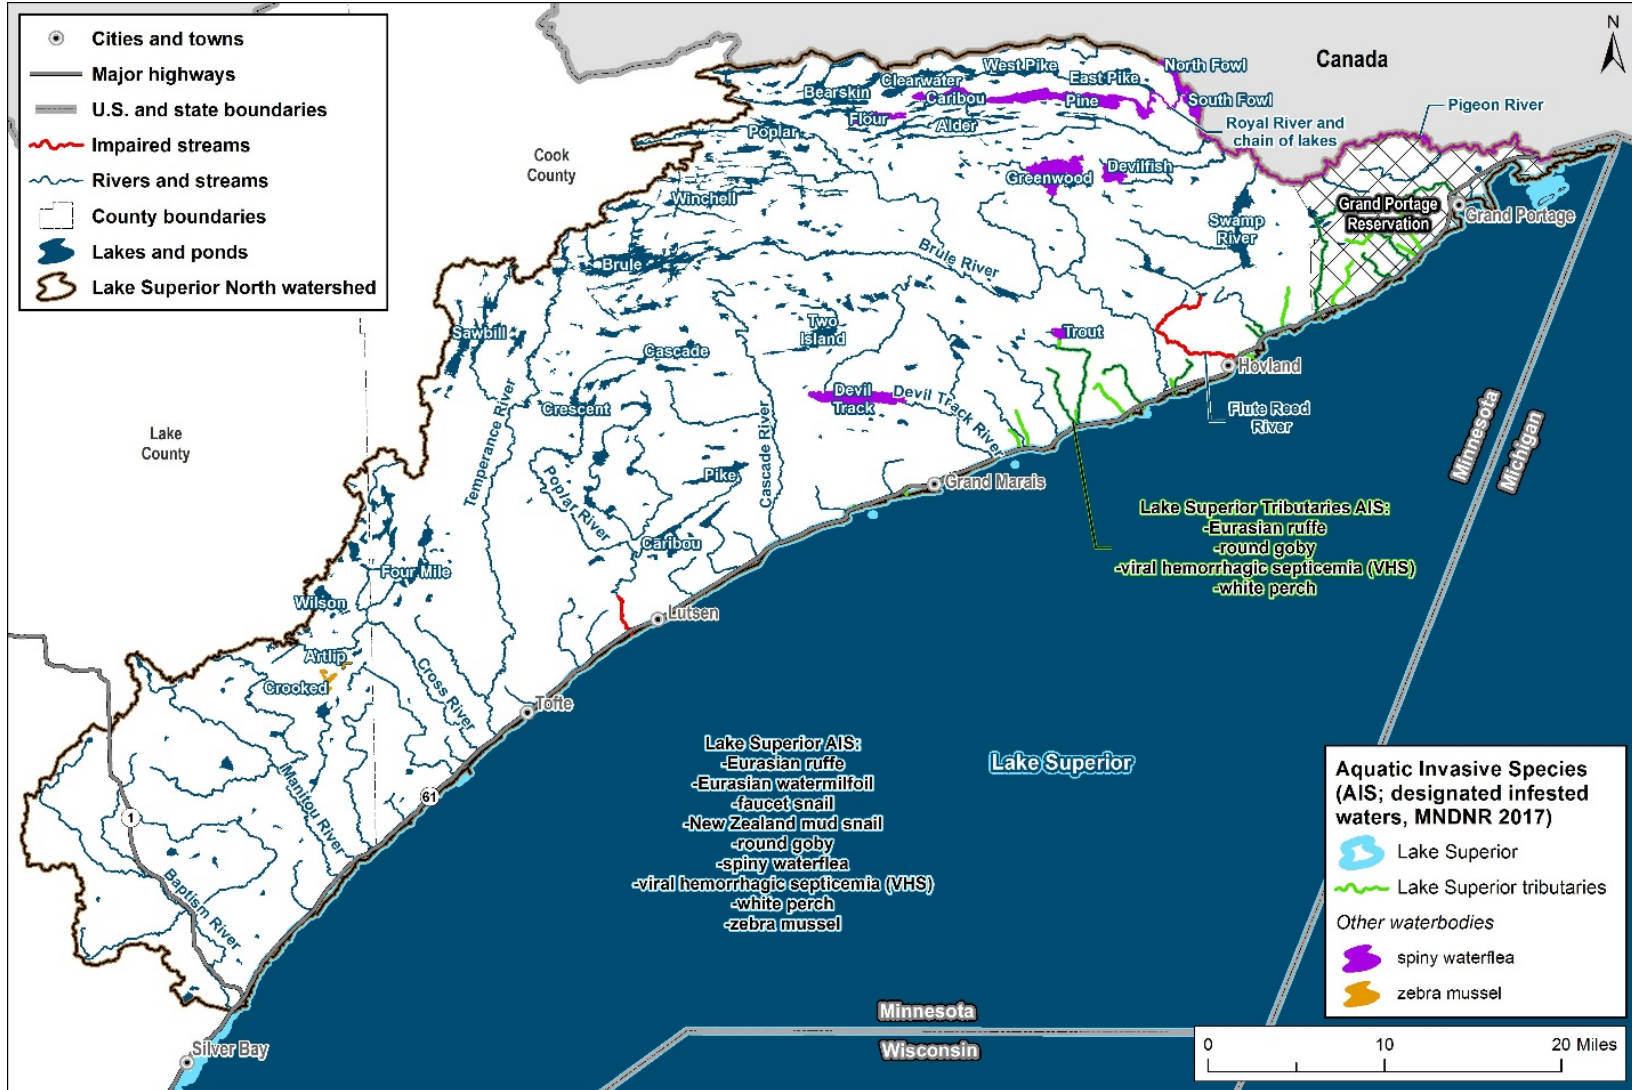 Cities and towns
Major highways
U.S. and state boundaries
Impaired streams
Rivers and streams
County boundaries
Lakes and ponds
Lake Superior North watershed
N
Canada
Cook
County
Lake
County
West Pike
North Fowl
Clearwater
East Pike
Bearskin
Caribou
Pine
South Fowl
Pigeon River
Flour
Alder
Royal River and
chain of lakes
Poplar
Greenwood
Devilfish
Winchell
Grand Portage
Reservation
Grand Portage
Swamp
River
Brule River
Brule
Sawbill
Two
Island
Trout
Cascade
Hovland
Devil
Track
Devil Track River
Crescent
Flute Reed
River
Temperance River
Cascade River
Poplar River
Pike
Grand Marais
Minnesota
Michigan
Lake Superior Tributaries AIS:
-Eurasian ruffe
-round goby
-viral hemorrhagic septicemia (VHS)
-white perch
Caribou
Four Mile
Wilson
Lutsen
Artlip
Crooked
Cross River
Tofte
Manitou River
61
1
Baptism River
Silver Bay
Lake Superior AIS:
-Eurasian ruffe
-Eurasian watermilfoil
-faucet snail
-New Zealand mud snail
-round goby
-spiny waterflea
-viral hemorrhagic septicemia (VHS)
-white perch
-zebra mussel
Lake Superior
Minnesota
Wisconsin
Aquatic Invasive Species
(AIS; designated infested
waters, MNDNR 2017)
Lake Superior
Lake Superior tributaries
Other waterbodies
spiny waterflea
zebra mussel
0 10 20 Miles